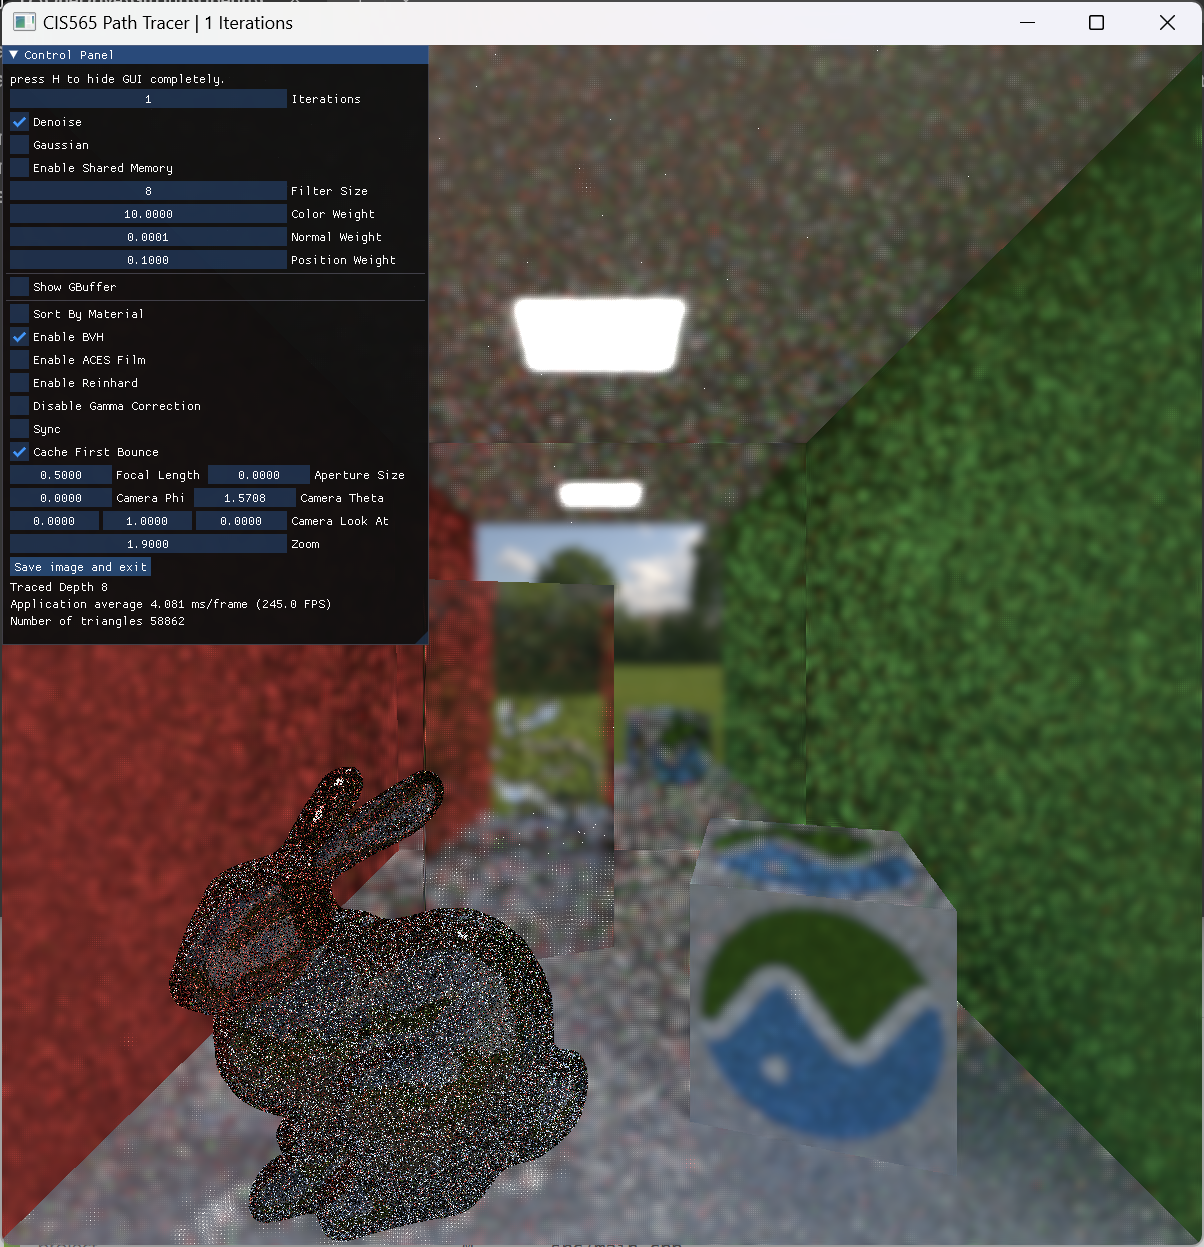 CIS565 Path Tracer | 1 Iterations
Control Panel
press H to hide GUI completely.
1 Iterations
Denoise
Gaussian
Enable Shared Memory
8 Filter Size
10.0000 Color Weight
0.0001 Normal Weight
0.1000 Position Weight
Show GBuffer
Sort By Material
Enable BVH
Enable ACES Film
Enable Reinhard
Disable Gamma Correction
Sync
Cache First Bounce
0.5000 Focal Length 0.0000 Aperture Size
0.0000 Camera Phi 1.5708 Camera Theta
0.0000 1.0000 0.0000 Camera Look At
1.9000 Zoom
Save image and exit
Traced Depth 8
Application average 4.081 ms/frame (245.0 FPS)
Number of triangles 58862